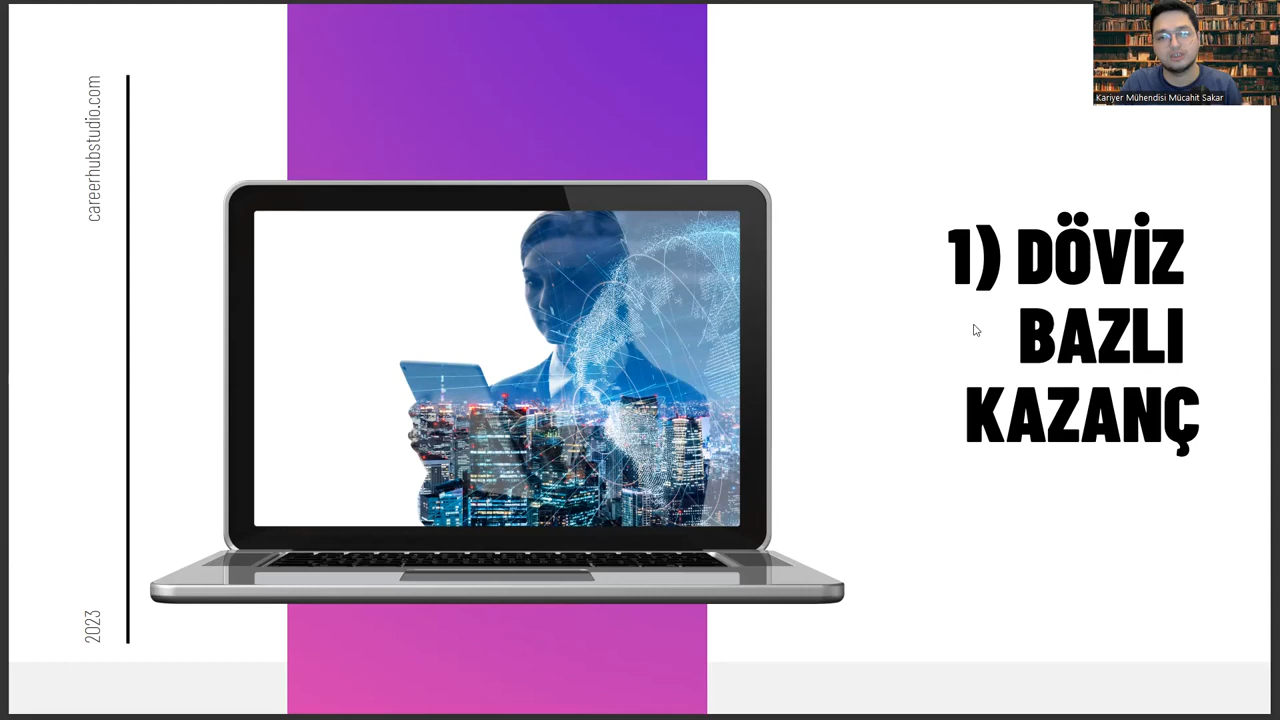 careerhubstudio.com
2023
1) DÖVİZ
BAZLI
KAZANÇ
Kariyer Mühendisi Mücahit Sakar